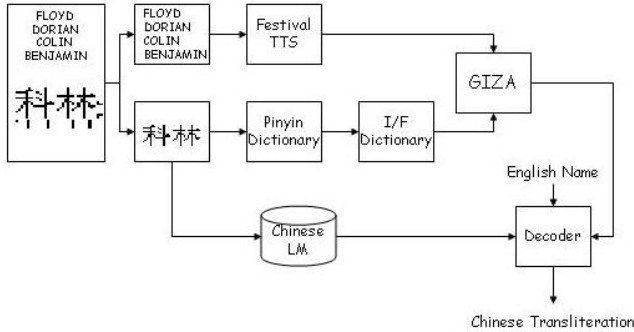 FLOYD
DORIAN
COLIN
BENJAMIN
科林
FLOYD
DORIAN
COLIN
BENJAMIN
Festival
TTS
GIZA
科林
Pinyin
Dictionary
I/F
Dictionary
English Name
Chinese
LM
Decoder
Chinese Transliteration